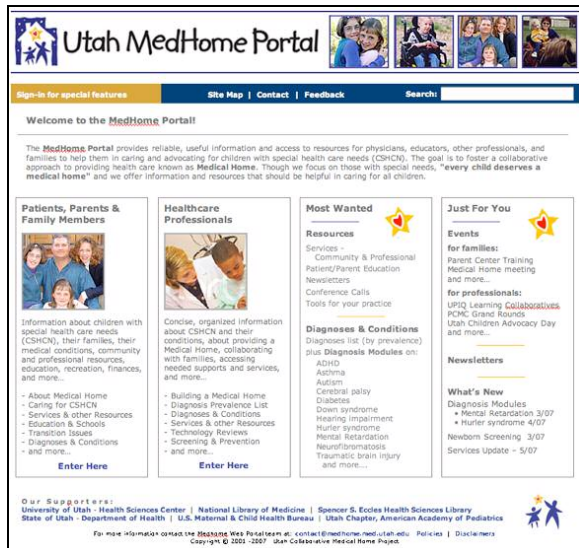 Utah MedHome Portal
Sign-in for special features
Site Map | Contact | Feedback
Search:
Welcome to the MedHome Portal!
The MedHome Portal provides reliable, useful information and access to resources for physicians, educators, other professionals, and
families to help them in caring and advocating for children with special health care needs (CSHCN). The goal is to foster a collaborative
approach to providing health care known as Medical Home. Though we focus on those with special needs, "every child deserves a
medical home" and we offer information and resources that should be helpful in caring for all children.
Patients, Parents &
Family Members
Information about children with
special health care needs
(CSHCN), their families, their
medical conditions, community
and professional resources,
education, recreation, finances,
and more...
- About Medical Home
- Caring for CSHCN
- Services & other Resources
- Education & Schools
- Transition Issues
- Diagnoses & Conditions
- and more...
Enter Here
Healthcare
Professionals
Concise, organized information
about CSHCN and their
conditions, about providing a
Medical Home, collaborating
with families, accessing
needed supports and services,
and more...
- Building a Medical Home
- Diagnosis Prevalence List
- Diagnoses & Conditions
- Services & other Resources
- Technology Reviews
- Screening & Prevention
- and more...
Enter Here
Most Wanted
Resources
Services -
Community & Professional
Patient/Parent Education
Newsletters
Conference Calls
Tools for your practice
Diagnoses & Conditions
Diagnoses list (by prevalence)
plus Diagnosis Modules on:
ADHD
Asthma
Autism
Cerebral palsy
Diabetes
Down syndrome
Hearing impairment
Hurler syndrome
Mental Retardation
Neurofibromatosis
Traumatic brain injury
and more...
Just For You
Events
for families:
Parent Center Training
Medical Home meeting
and more...
for professionals:
UPIQ Learning Collaboratives
PCMC Grand Rounds
Utah Children Advocacy Day
and more...
Newsletters
What's New
Diagnosis Modules
• Mental Retardation 3/07
• Hurler syndrome 4/07
Newborn Screening 3/07
Services Update – 5/07
Our Supporters:
University of Utah - Health Sciences Center | National Library of Medicine | Spencer S. Eccles Health Sciences Library
State of Utah - Department of Health | U.S. Maternal & Child Health Bureau | Utah Chapter, American Academy of Pediatrics
For more information contact the Medhome Web Portal team at: contact@medhome.med.utah.edu Policies | Disclaimers
Copyright © 2001 -2007 Utah Collaborative Medical Home Project